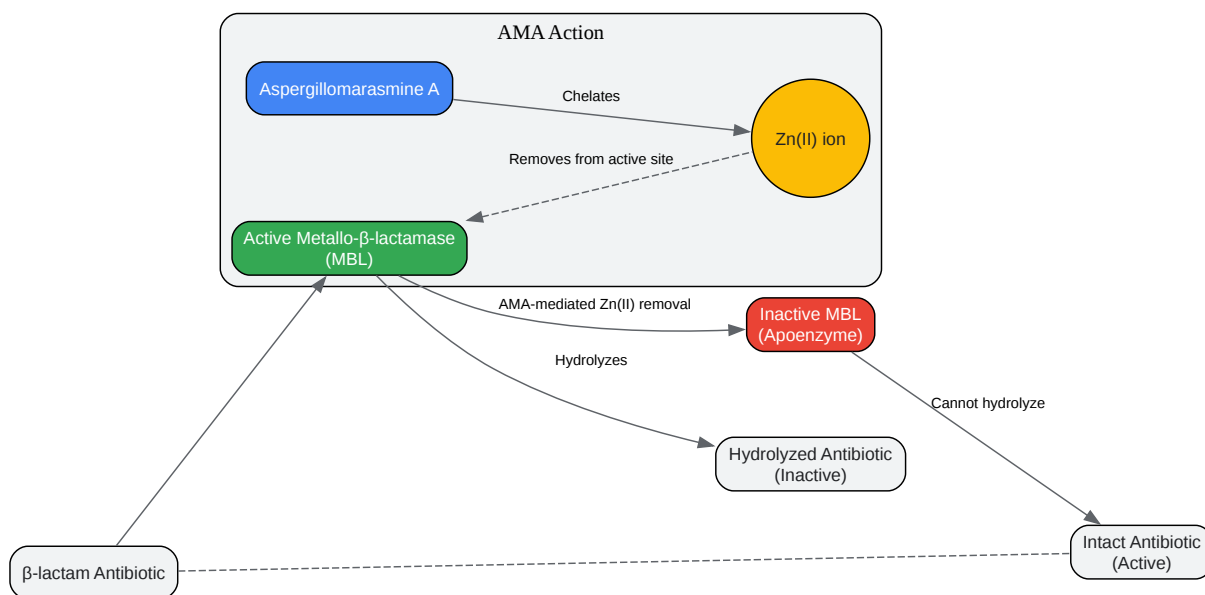 AMA Action
Aspergillomarasmine A
Chelates
Zn(II) ion
Removes from active site
Active Metallo-β-lactamase
(MBL)
AMA-mediated Zn(II) removal
Inactive MBL
(Apoenzyme)
Hydrolyzes
Cannot hydrolyze
Hydrolyzed Antibiotic
(Inactive)
β-lactam Antibiotic
Intact Antibiotic
(Active)